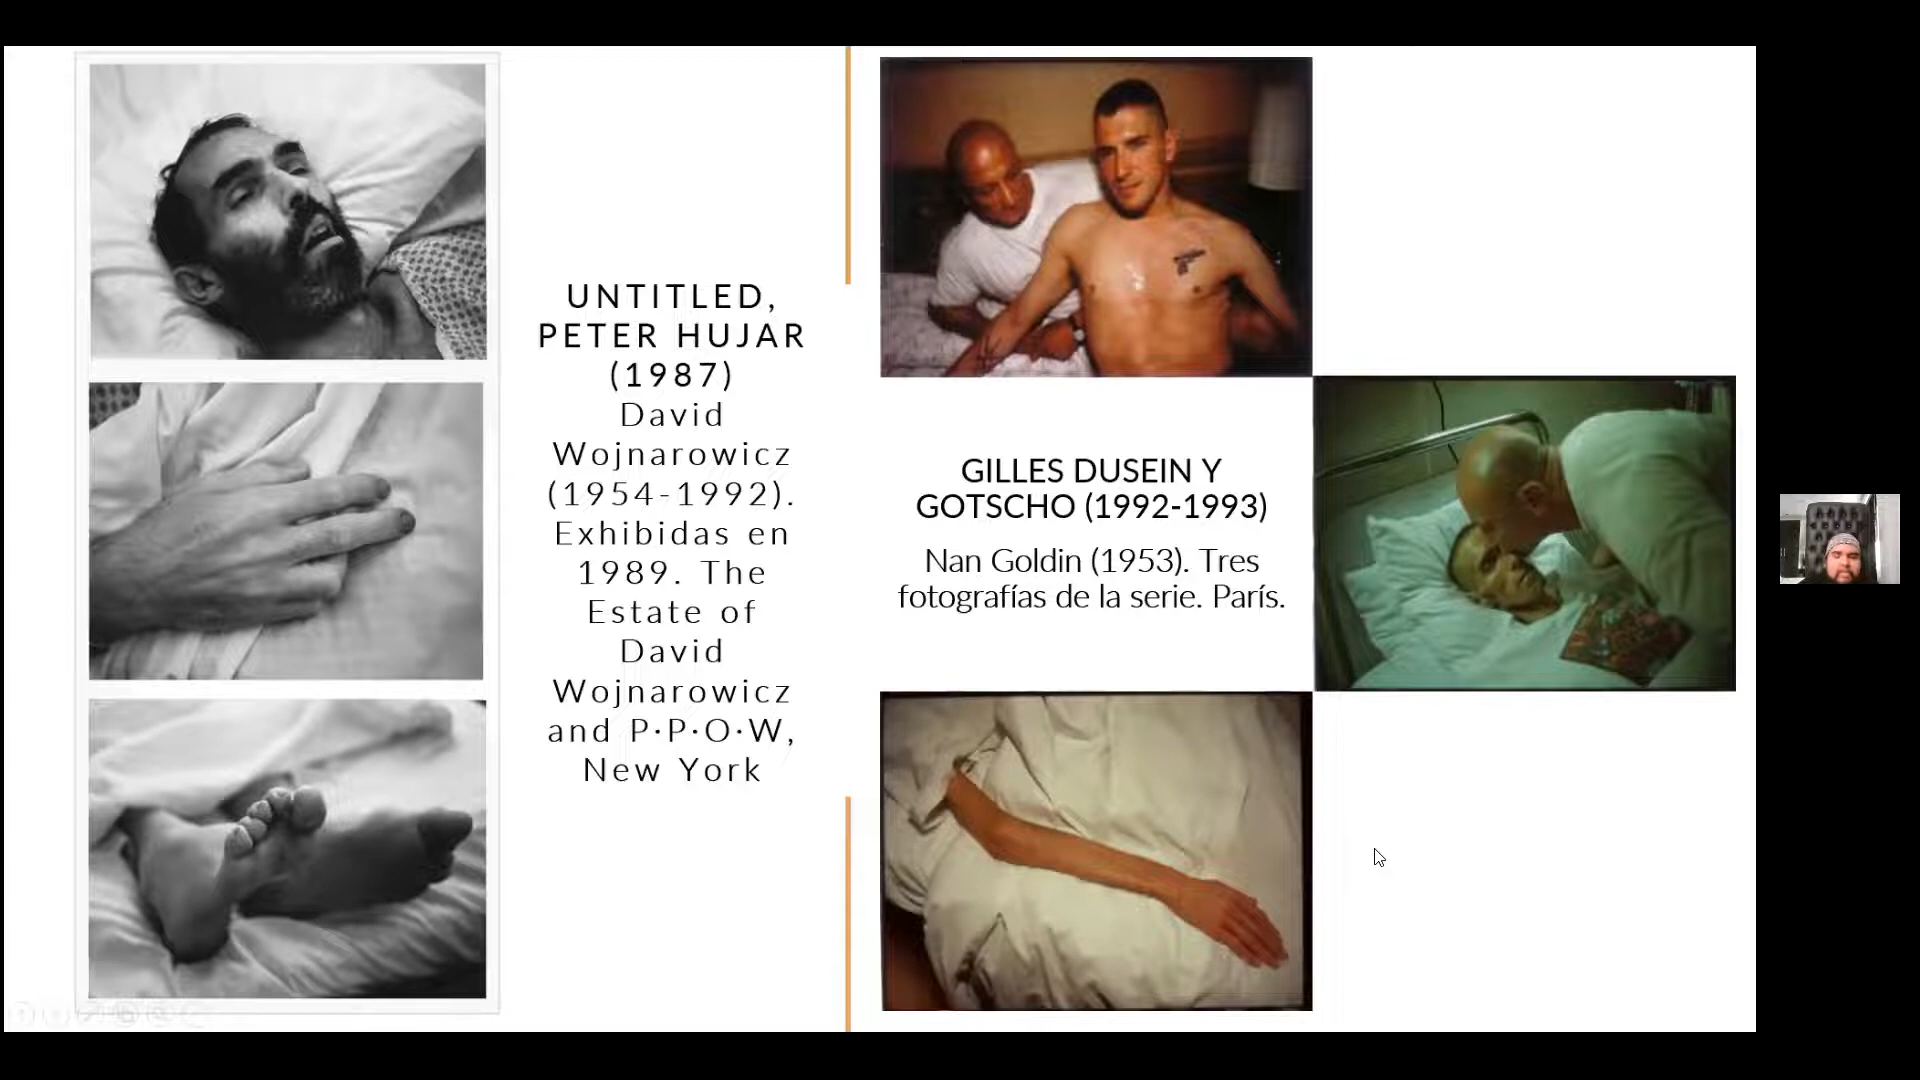 UNTITLED,
PETER HUJAR
(1987)
David
Wojnarowicz
(1954-1992).
Exhibidas en
1989. The
Estate of
David
Wojnarowicz
and P·P·O·W,
New York
GILLES DUSEIN Y
GOTSCHO (1992-1993)
Nan Goldin (1953). Tres
fotografías de la serie. París.